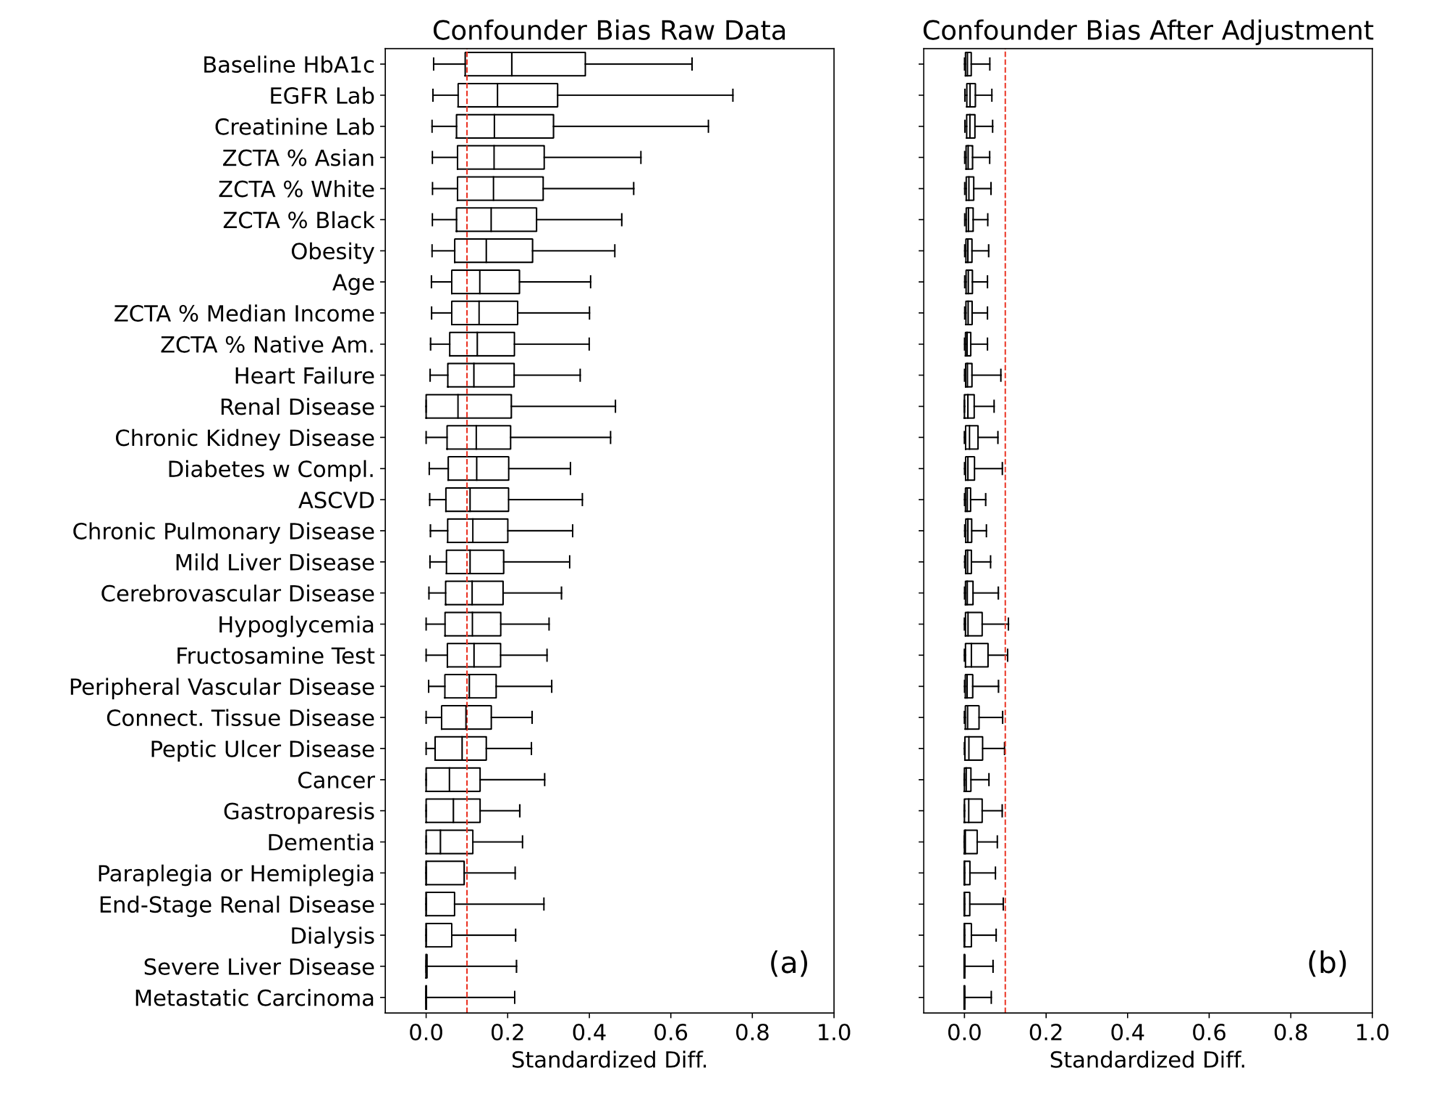 Confounder Bias Raw Data
Confounder Bias After Adjustment
Baseline HbA1c
EGFR Lab
Creatinine Lab
ZCTA % Asian
ZCTA % White
ZCTA % Black
Obesity
Age
ZCTA % Median Income
ZCTA % Native Am.
Heart Failure
Renal Disease
Chronic Kidney Disease
Diabetes w Compl.
ASCVD
Chronic Pulmonary Disease
Mild Liver Disease
Cerebrovascular Disease
Hypoglycemia
Fructosamine Test
Peripheral Vascular Disease
Connect. Tissue Disease
Peptic Ulcer Disease
Cancer
Gastroparesis
Dementia
Paraplegia or Hemiplegia
End-Stage Renal Disease
Dialysis
Severe Liver Disease
Metastatic Carcinoma
(a)
(b)
0.0 0.2 0.4 0.6 0.8 1.0
0.0 0.2 0.4 0.6 0.8 1.0
Standardized Diff.
Standardized Diff.